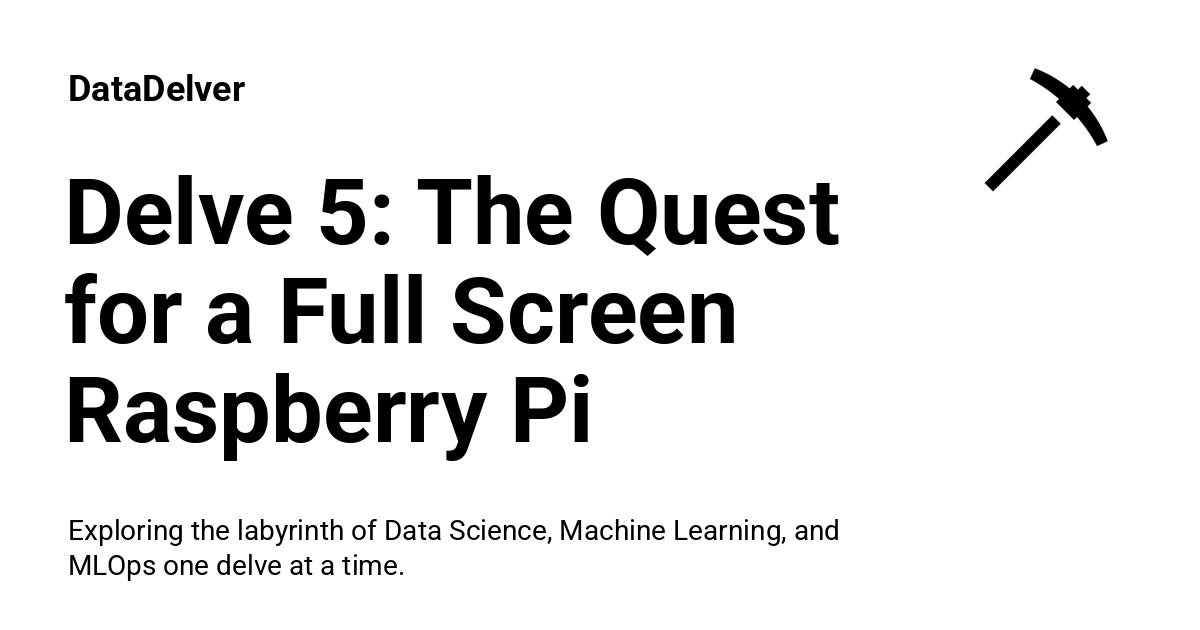 DataDelver
Delve 5: The Quest
for a Full Screen
Raspberry Pi
Exploring the labyrinth of Data Science, Machine Learning, and
MLOps one delve at a time.